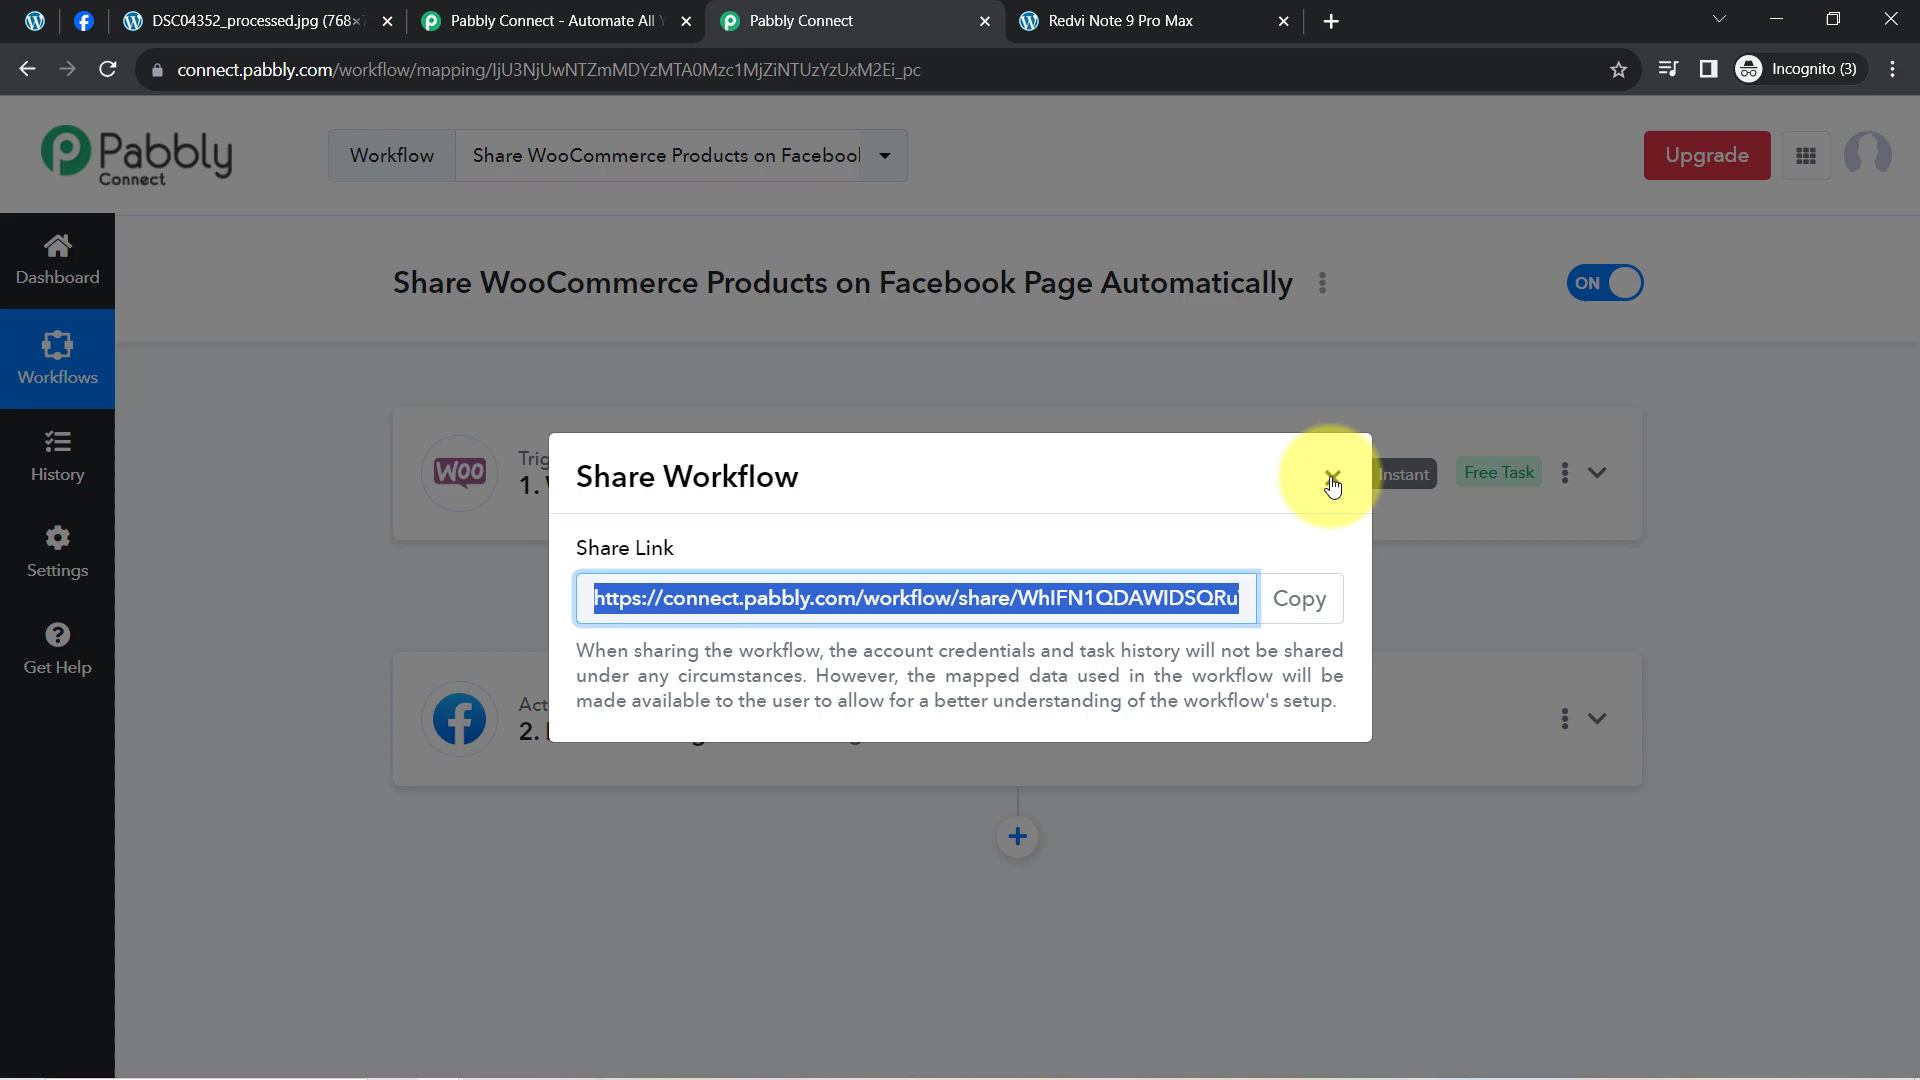 DSC04352_processed.jpg (768×
Pabbly Connect - Automate All
Pabbly Connect
Redvi Note 9 Pro Max
connect.pabbly.com/workflow/mapping/IjU3NjUwNTZmMDYzMTA0Mzc1MjZiNTUzYzUxM2Ei_pc
Incognito (3)
Pabbly
Connect
Workflow
Share WooCommerce Products on Facebool
Upgrade
Dashboard
Workflows
History
Settings
Get Help
Share WooCommerce Products on Facebook Page Automatically
ON
WOO
Trig
1.
Instant
Free Task
Share Workflow
Share Link
https://connect.pabbly.com/workflow/share/WhIFN1QDAWIDSQRu
Copy
When sharing the workflow, the account credentials and task history will not be shared
under any circumstances. However, the mapped data used in the workflow will be
made available to the user to allow for a better understanding of the workflow's setup.
Act
2.